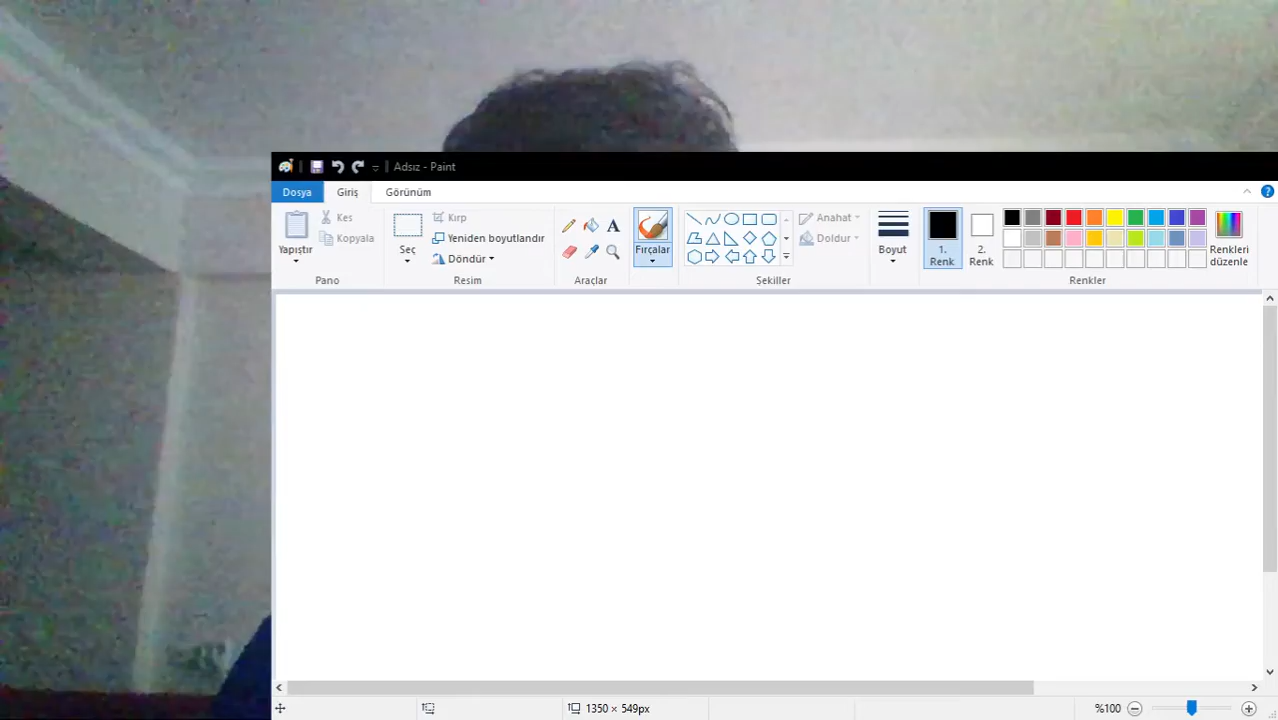 Adsız - Paint
Dosya Giriş Görünüm
Yapıştır
Kes
Kopyala
Pano
Seç
Kırp
Yeniden boyutlandır
Döndür
Resim
A
Araçlar
Fırçalar
Anahat
Doldur
Şekiller
Boyut
1.
Renk
2.
Renk
Renkleri
düzenle
Renkler
1350 × 549px
%100